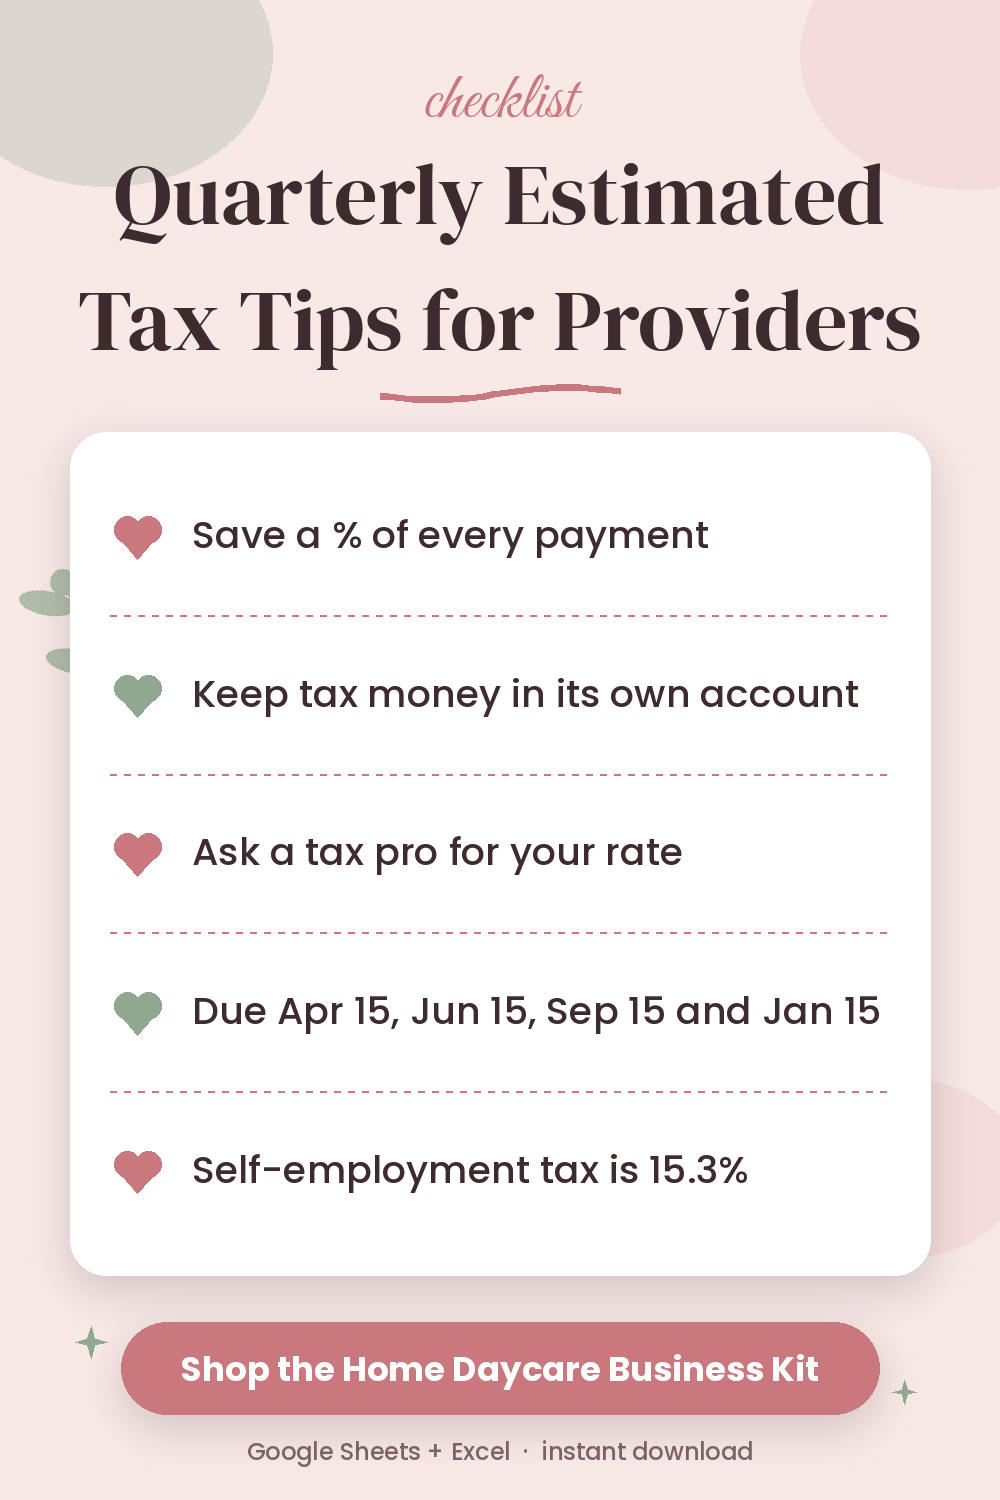 checklist
Quarterly Estimated
Tax Tips for Providers
Save a % of every payment
Keep tax money in its own account
Ask a tax pro for your rate
Due Apr 15, Jun 15, Sep 15 and Jan 15
Self-employment tax is 15.3%
Shop the Home Daycare Business Kit
Google Sheets + Excel · instant download